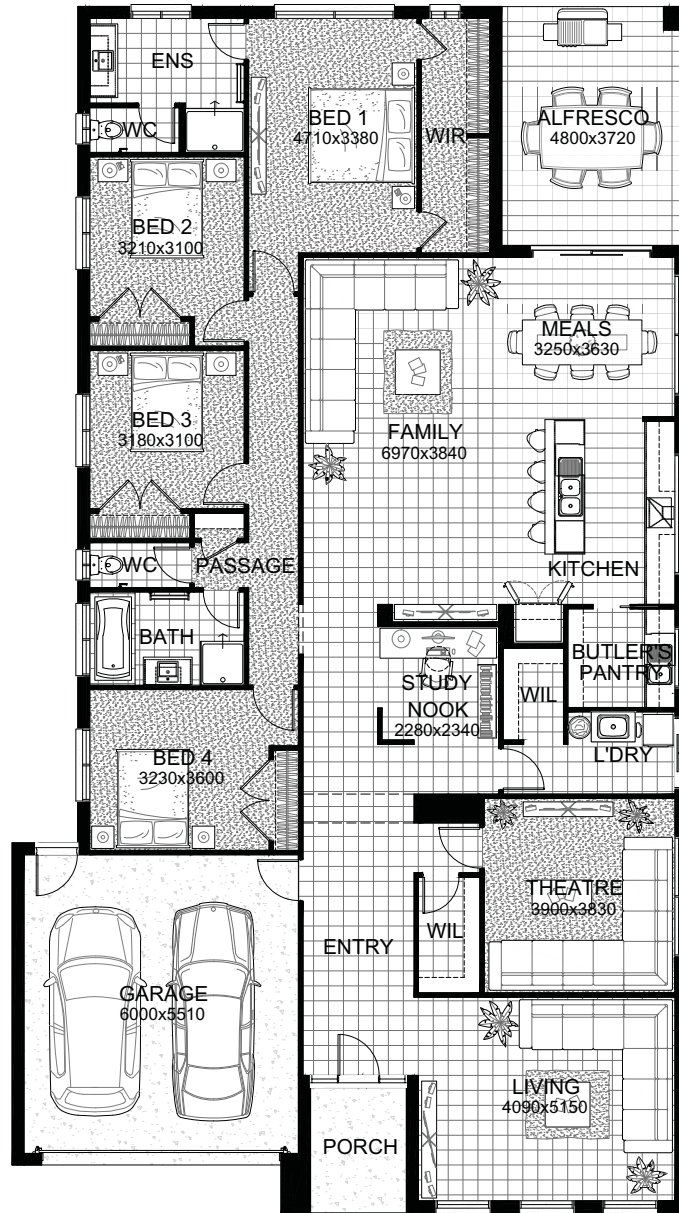 ENS
WC
BED 1
4710x3380
WIR
ALFRESCO
4800x3720
BED 2
3210x3100
MEALS
3250x3630
BED 3
3180x3100
FAMILY
6970x3840
WC
PASSAGE
KITCHEN
BATH
BUTLER'S
PANTRY
STUDY
NOOK
2280x2340
WIL
L'DRY
BED 4
3230x3600
THEATRE
3900x3830
WIL
ENTRY
GARAGE
6000x5510
LIVING
4090x5150
PORCH